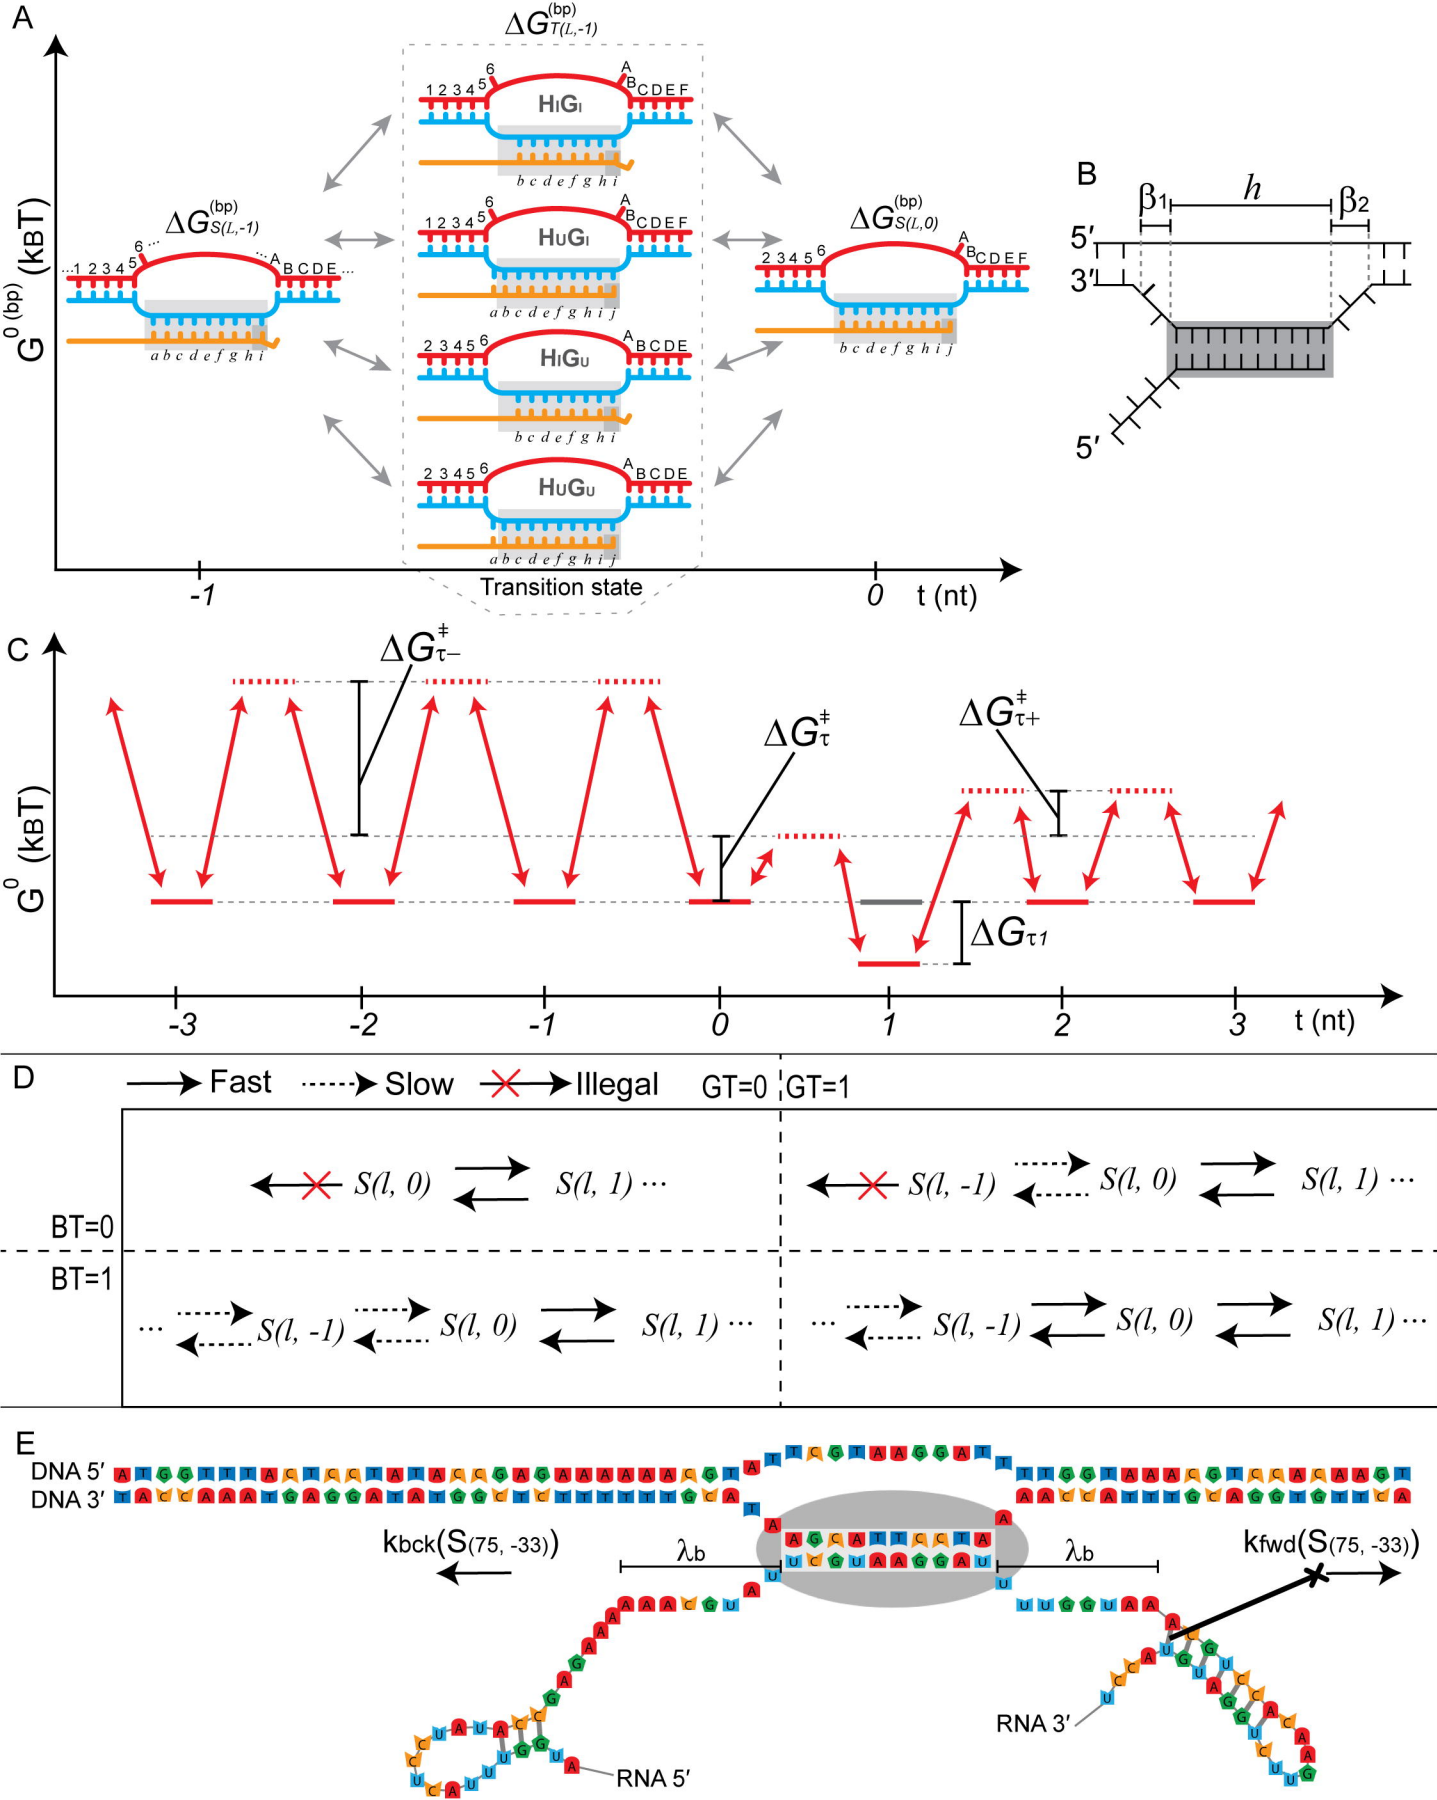 A
ΔG(bp)T(L,-1)
G0 (bp) (kBT)
1 2 3 4 5 6 A B C D E F
HIGI
b c d e f g h i
ΔG(bp)S(L,-1)
...1 2 3 4 5 6... ...A B C D E...
a b c d e f g h i
1 2 3 4 5 6 A B C D E F
HUGI
a b c d e f g h i j
ΔG(bp)S(L,0)
2 3 4 5 6 A B C D E F
b c d e f g h i j
2 3 4 5 6 A B C D E
HIGU
b c d e f g h i
2 3 4 5 6 A B C D E
HUGU
a b c d e f g h i j
Transition state
-1 0 t (nt)
B
β1 h β2
5′
3′
5′
C
ΔG‡τ−
ΔG‡τ
ΔG‡τ+
ΔGτ1
G0 (kBT)
-3 -2 -1 0 1 2 3 t (nt)
D
Fast Slow Illegal GT=0 GT=1
BT=0
S(l, 0) S(l, 1) ...
S(l, -1) S(l, 0) S(l, 1) ...
BT=1
... S(l, -1) S(l, 0) S(l, 1) ...
... S(l, -1) S(l, 0) S(l, 1) ...
E
DNA 5′ ATGGTTTACTCCTATACCGAGAAAAAACGTATTCGTAAGGATTTTGGTAAACGTCCACAAGT
DNA 3′ TACCAAATGAGGATATGGCTCTTTTTTGCATAAGCATTCCTAAAACCATTTGCAGGTGTTCA
UCGUAAGGAU
kbck(S(75, -33))
λb
λb
kfwd(S(75, -33))
AUGGUUUACUCCUAUACCGAGAAAAAACGUAU
UUUGGUAAACGUCCACAAGUUCUGGAUGUACCU
RNA 5′
RNA 3′